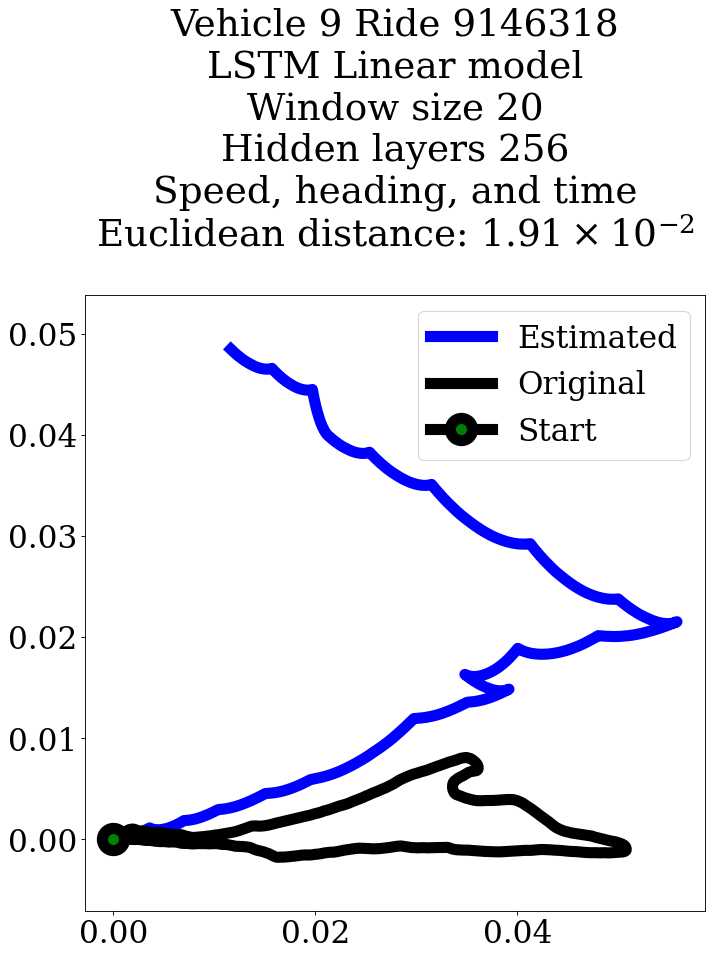 Vehicle 9 Ride 9146318
LSTM Linear model
Window size 20
Hidden layers 256
Speed, heading, and time
Euclidean distance: 1.91 × 10⁻²
Estimated
Original
Start
0.05
0.04
0.03
0.02
0.01
0.00
0.00 0.02 0.04